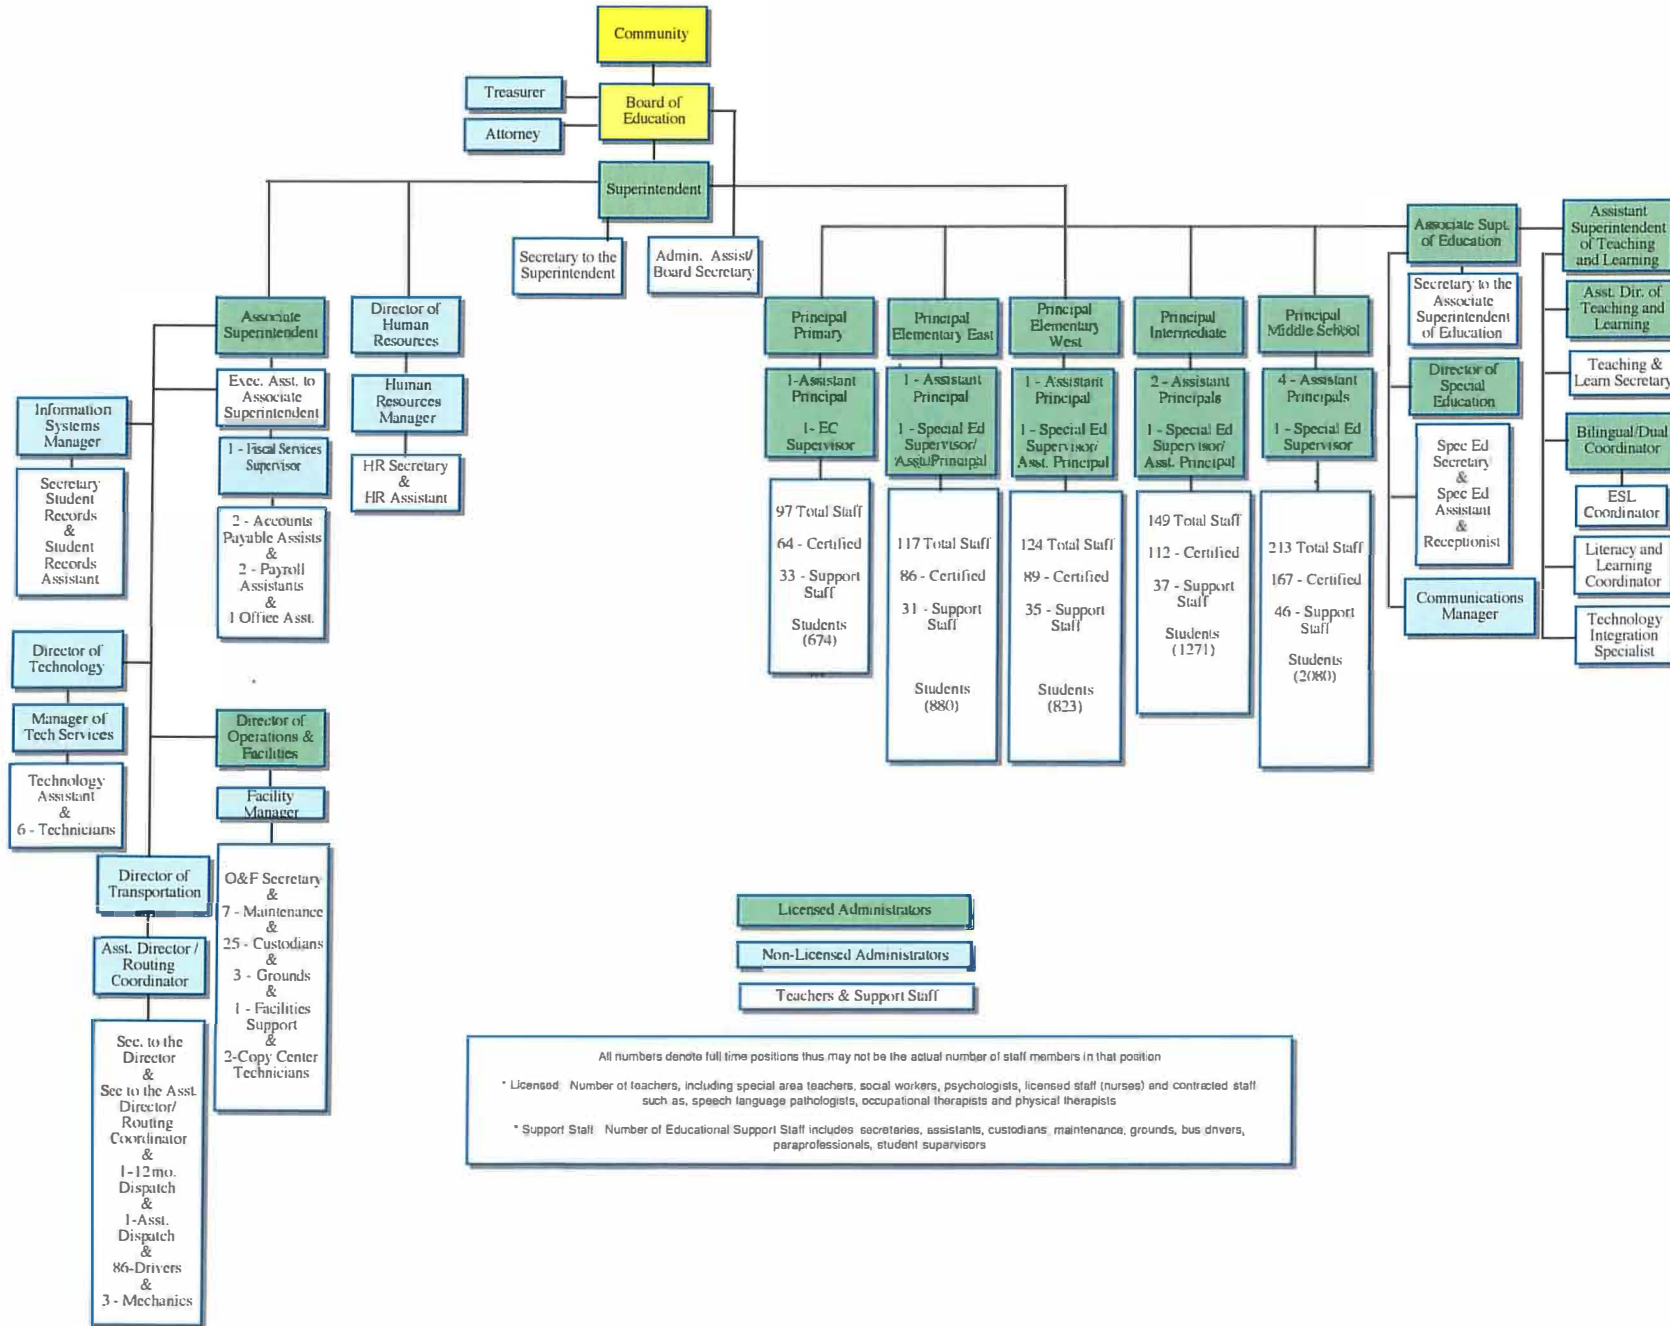 Community
Treasurer
Board of
Education
Attorney
Superintendent
Secretary to the
Superintendent
Admin. Assist/
Board Secretary
Associate
Superintendent
Director of
Human
Resources
Exec. Asst. to
Associate
Superintendent
Human
Resources
Manager
1 - Fiscal Services
Supervisor
HR Secretary
&
HR Assistant
2 - Accounts
Payable Assists
&
2 - Payroll
Assistants
&
1 Office Asst.
Information
Systems
Manager
Secretary
Student
Records
&
Student
Records
Assistant
Director of
Technology
Manager of
Tech Services
Technology
Assistant
&
6 - Technicians
Director of
Operations &
Facilities
Facility
Manager
O&F Secretary
&
7 - Maintenance
&
25 - Custodians
&
3 - Grounds
&
1 - Facilities
Support
&
2-Copy Center
Technicians
Director of
Transportation
Asst. Director /
Routing
Coordinator
Sec. to the
Director
&
Sec to the Asst.
Director/
Routing
Coordinator
&
1-12mo.
Dispatch
&
1-Asst.
Dispatch
&
86-Drivers
&
3 - Mechanics
Principal
Primary
1-Assistant
Principal
1- EC
Supervisor
97 Total Staff
64 - Certified
33 - Support
Staff
Students
(674)
Principal
Elementary East
1 - Assistant
Principal
1 - Special Ed
Supervisor/
Asst/Principal
117 Total Staff
86 - Certified
31 - Support
Staff
Students
(880)
Principal
Elementary
West
1 - Assistant
Principal
1 - Special Ed
Supervisor/
Asst. Principal
124 Total Staff
89 - Certified
35 - Support
Staff
Students
(823)
Principal
Intermediate
2 - Assistant
Principals
1 - Special Ed
Supervisor/
Asst. Principal
149 Total Staff
112 - Certified
37 - Support
Staff
Students
(1271)
Principal
Middle School
4 - Assistant
Principals
1 - Special Ed
Supervisor
213 Total Staff
167 - Certified
46 - Support
Staff
Students
(2080)
Associate Supt.
of Education
Secretary to the
Associate
Superintendent
of Education
Director of
Special
Education
Spec Ed
Secretary
&
Spec Ed
Assistant
&
Receptionist
Communications
Manager
Assistant
Superintendent
of Teaching
and Learning
Asst. Dir. of
Teaching and
Learning
Teaching &
Learn Secretary
Bilingual/Dual
Coordinator
ESL
Coordinator
Literacy and
Learning
Coordinator
Technology
Integration
Specialist
Licensed Administrators
Non-Licensed Administrators
Teachers & Support Staff
All numbers denote full time positions thus may not be the actual number of staff members in that position
* Licensed: Number of teachers, including special area teachers, social workers, psychologists, licensed staff (nurses) and contracted staff
such as, speech language pathologists, occupational therapists and physical therapists
* Support Staff: Number of Educational Support Staff includes secretaries, assistants, custodians, maintenance, grounds, bus drivers,
paraprofessionals, student supervisors